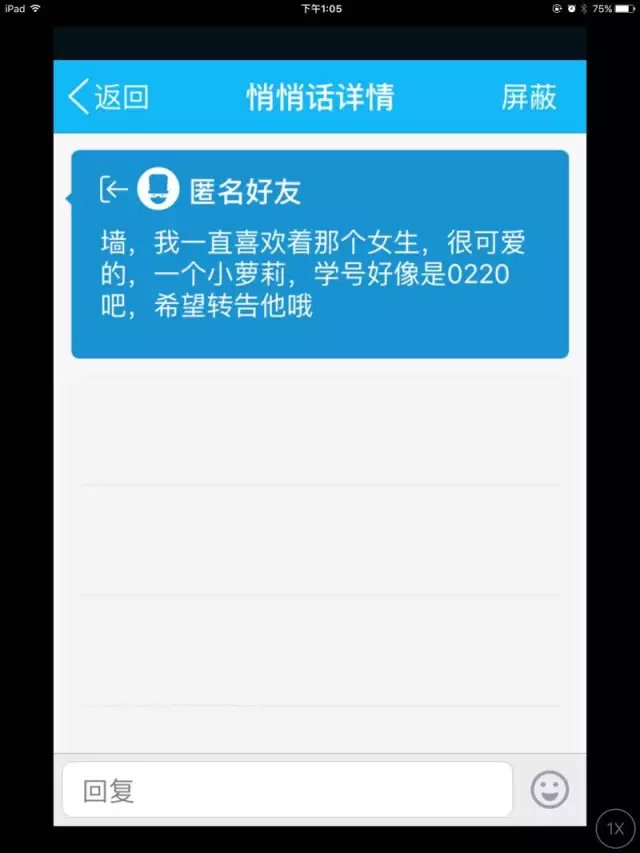 iPad 下午1:05 75%
返回 悄悄话详情 屏蔽
匿名好友
墙，我一直喜欢着那个女生，很可爱
的，一个小萝莉，学号好像是0220
吧，希望转告他哦
回复
1X